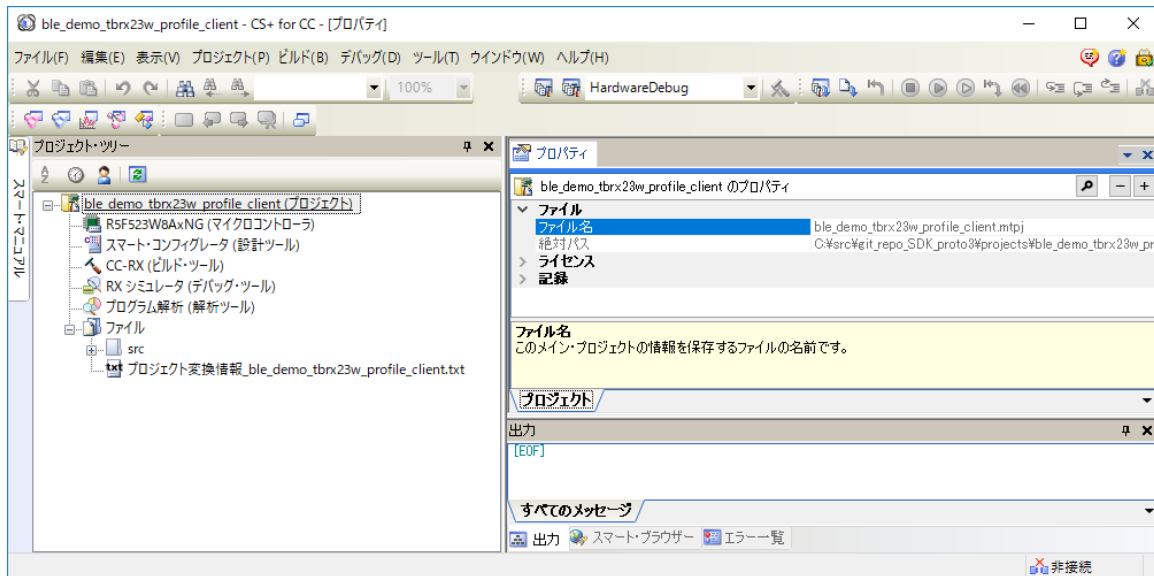 ble_demo_tbrx23w_profile_client - CS+ for CC - [プロパティ]
ファイル(F) 編集(E) 表示(V) プロジェクト(P) ビルド(B) デバッグ(D) ツール(T) ウインドウ(W) ヘルプ(H)
100%
HardwareDebug
スマート・マニュアル
プロジェクト・ツリー
ble_demo_tbrx23w_profile_client (プロジェクト)
R5F523W8AxNG (マイクロコントローラ)
スマート・コンフィグレータ (設計ツール)
CC-RX (ビルド・ツール)
RX シミュレータ (デバッグ・ツール)
プログラム解析 (解析ツール)
ファイル
src
txt プロジェクト変換情報_ble_demo_tbrx23w_profile_client.txt
プロパティ
ble_demo_tbrx23w_profile_client のプロパティ
ファイル
ファイル名 ble_demo_tbrx23w_profile_client.mtpj
絶対パス C:¥src¥git_repo_SDK_proto3¥projects¥ble_demo_tbrx23w_pr
ライセンス
記録
ファイル名
このメイン・プロジェクトの情報を保存するファイルの名前です。
プロジェクト
出力
[EOF]
すべてのメッセージ
出力 スマート・ブラウザー エラー一覧
非接続